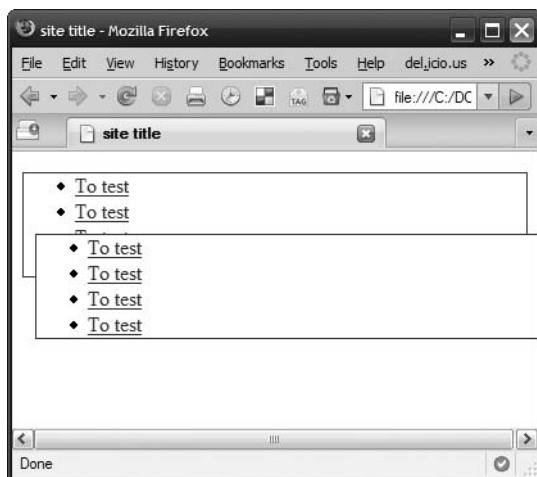 site title - Mozilla Firefox
File Edit View History Bookmarks Tools Help del.icio.us »
TAG file:///C:/DC
site title
To test
To test
To test
To test
To test
To test
Done